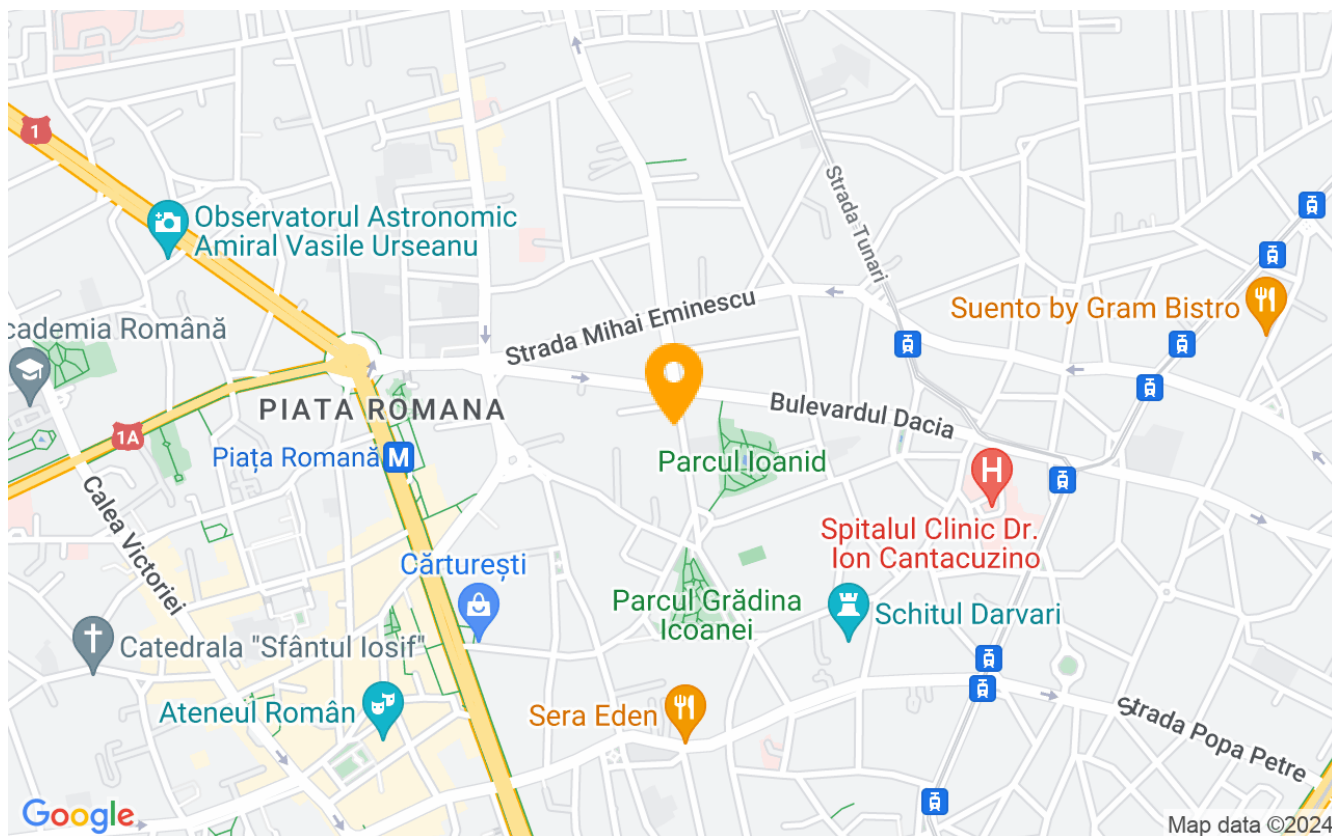 1
Observatorul Astronomic
Amiral Vasile Urseanu
Strada Tunari
Suento by Gram Bistro
Strada Mihai Eminescu
cademia Română
PIATA ROMANA
1A
Piața Romană M
Bulevardul Dacia
Parcul Ioanid
H
Spitalul Clinic Dr.
Ion Cantacuzino
Calea Victoriei
Cărturești
Parcul Grădina
Icoanei
Schitul Darvari
Catedrala "Sfântul Iosif"
Ateneul Român
Sera Eden
Strada Popa Petre
Google
Map data ©2024